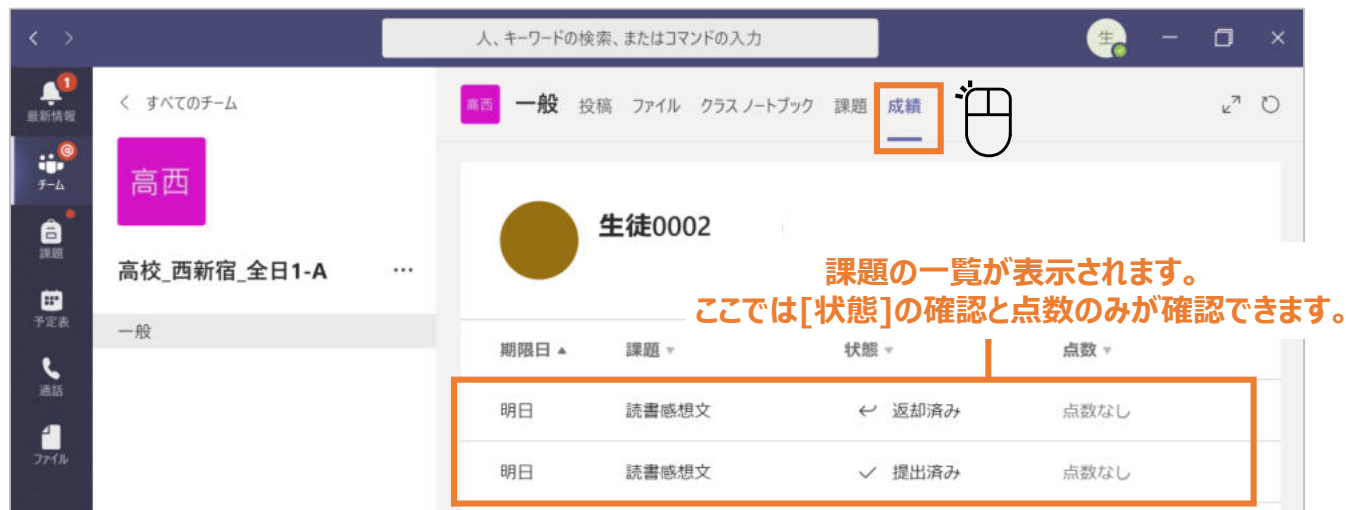 人、キーワードの検索、またはコマンドの入力
生
1
最新情報
チーム
課題
予定表
通話
ファイル
すべてのチーム
高西
高校_西新宿_全日1-A
…
一般
高西
一般 投稿 ファイル クラス ノートブック 課題 成績
生徒0002
課題の一覧が表示されます。
ここでは[状態]の確認と点数のみが確認できます。
期限日 課題 状態 点数
明日 読書感想文 返却済み 点数なし
明日 読書感想文 提出済み 点数なし